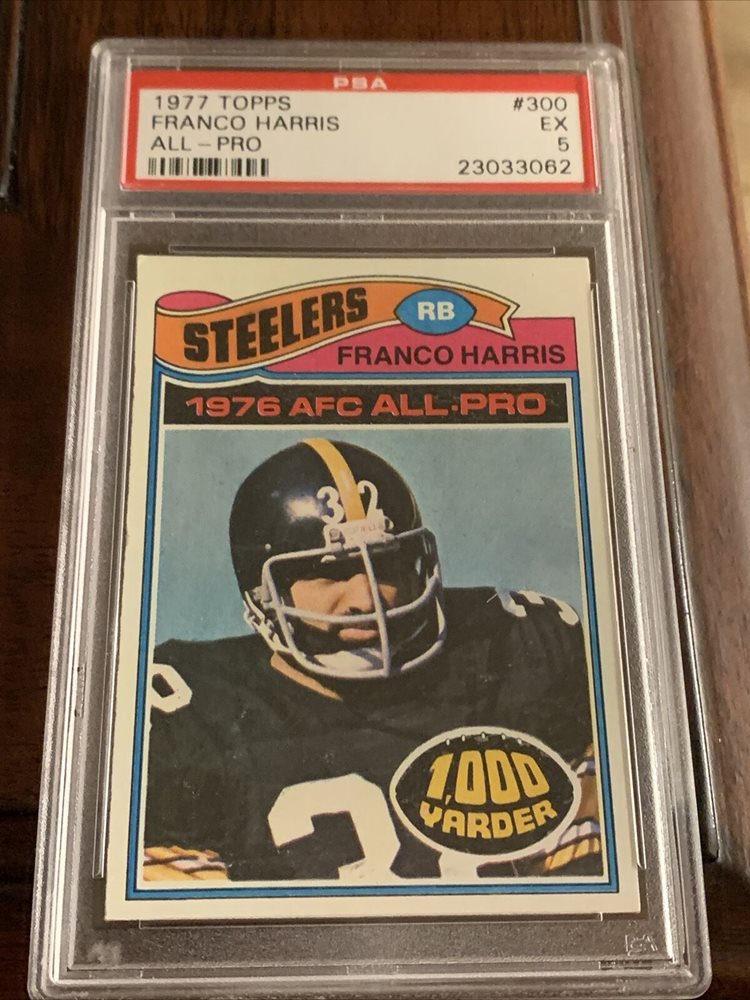 PSA
1977 TOPPS #300
FRANCO HARRIS EX
ALL-PRO 5
23033062
STEELERS RB
FRANCO HARRIS
1976 AFC ALL-PRO
32
32
1,000
YARDER